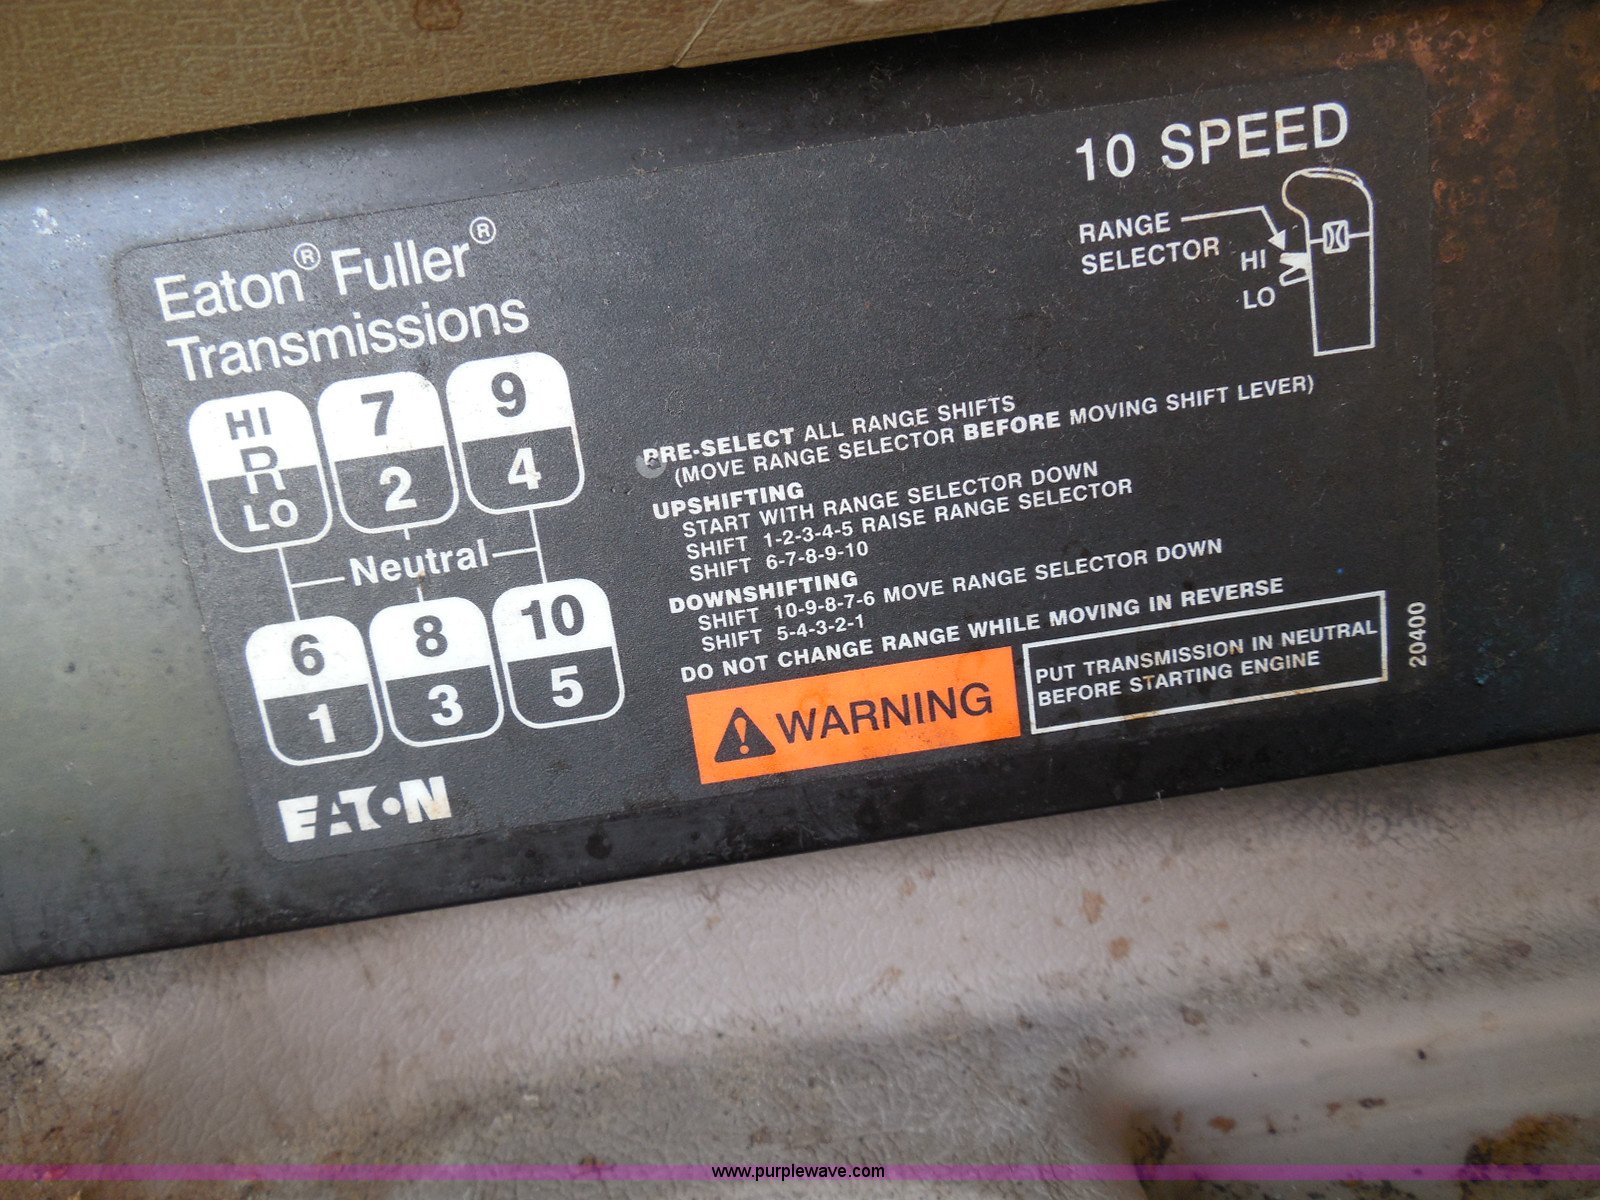 10 SPEED
RANGE
SELECTOR
HI
LO
Eaton® Fuller®
Transmissions
HI 7 9
R
LO 2 4
Neutral
6 8 10
1 3 5
EATON
PRE-SELECT ALL RANGE SHIFTS
(MOVE RANGE SELECTOR BEFORE MOVING SHIFT LEVER)
UPSHIFTING
START WITH RANGE SELECTOR DOWN
SHIFT 1-2-3-4-5 RAISE RANGE SELECTOR
SHIFT 6-7-8-9-10
DOWNSHIFTING
SHIFT 10-9-8-7-6 MOVE RANGE SELECTOR DOWN
SHIFT 5-4-3-2-1
DO NOT CHANGE RANGE WHILE MOVING IN REVERSE
WARNING
PUT TRANSMISSION IN NEUTRAL
BEFORE STARTING ENGINE
20400
www.purplewave.com